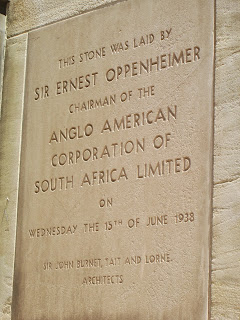 THIS STONE WAS LAID BY
SIR ERNEST OPPENHEIMER
CHAIRMAN OF THE
ANGLO AMERICAN
CORPORATION OF
SOUTH AFRICA LIMITED
ON
WEDNESDAY THE 15TH OF JUNE 1938
SIR JOHN BURNET, TAIT AND LORNE,
ARCHITECTS